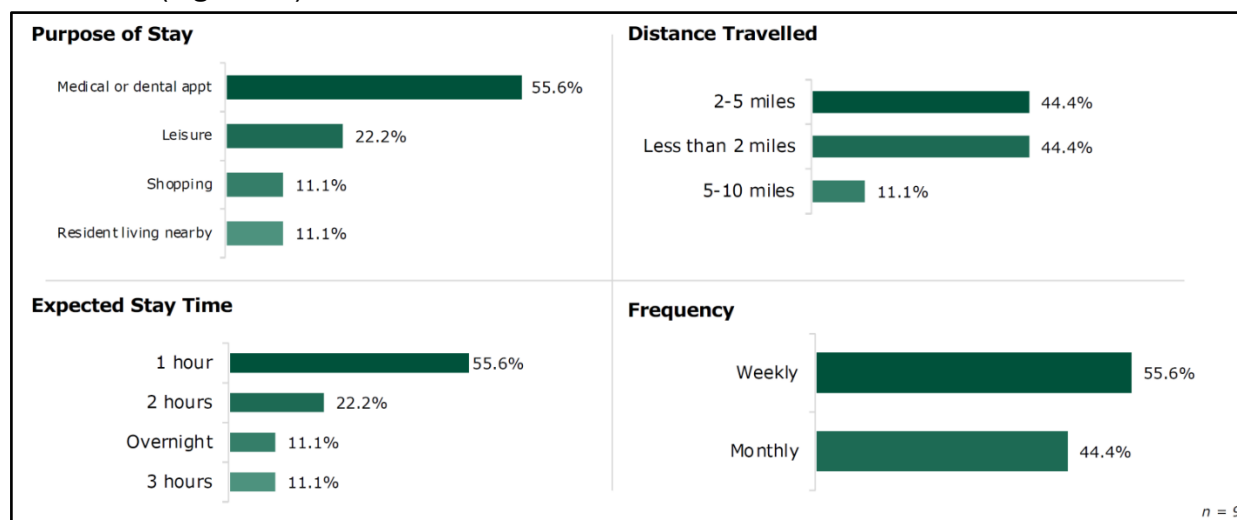 Purpose of Stay
Medical or dental appt 55.6%
Leisure 22.2%
Shopping 11.1%
Resident living nearby 11.1%
Distance Travelled
2-5 miles 44.4%
Less than 2 miles 44.4%
5-10 miles 11.1%
Expected Stay Time
1 hour 55.6%
2 hours 22.2%
Overnight 11.1%
3 hours 11.1%
Frequency
Weekly 55.6%
Monthly 44.4%
n = 9